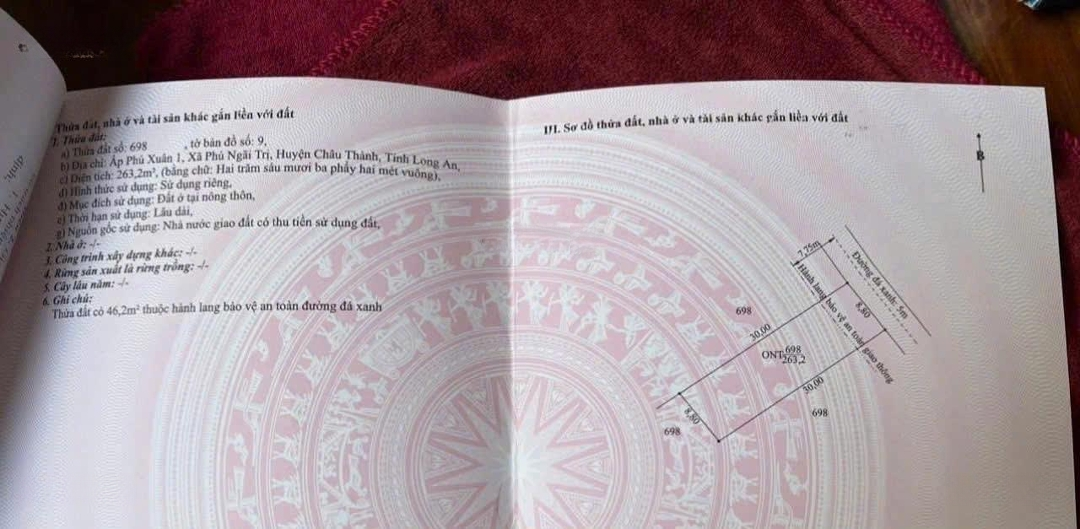 Thửa đất, nhà ở và tài sản khác gắn liền với đất
1. Thửa đất:
a) Thửa đất số: 698 , tờ bản đồ số: 9,
b) Địa chỉ: Ấp Phú Xuân 1, Xã Phú Ngãi Trị, Huyện Châu Thành, Tỉnh Long An,
c) Diện tích: 263,2m², (bằng chữ: Hai trăm sáu mươi ba phẩy hai mét vuông),
d) Hình thức sử dụng: Sử dụng riêng,
đ) Mục đích sử dụng: Đất ở tại nông thôn,
e) Thời hạn sử dụng: Lâu dài,
g) Nguồn gốc sử dụng: Nhà nước giao đất có thu tiền sử dụng đất,
2. Nhà ở: -/-
3. Công trình xây dựng khác: -/-
4. Rừng sản xuất là rừng trồng: -/-
5. Cây lâu năm: -/-
6. Ghi chú:
Thửa đất có 46,2m² thuộc hành lang bảo vệ an toàn đường đá xanh
III. Sơ đồ thửa đất, nhà ở và tài sản khác gắn liền với đất
B
7,75m
Đường đá xanh: 5m
Hành lang bảo vệ an toàn giao thông
8,80
698
30,00
ONT 698
263,2
30,00
698
8,80
698